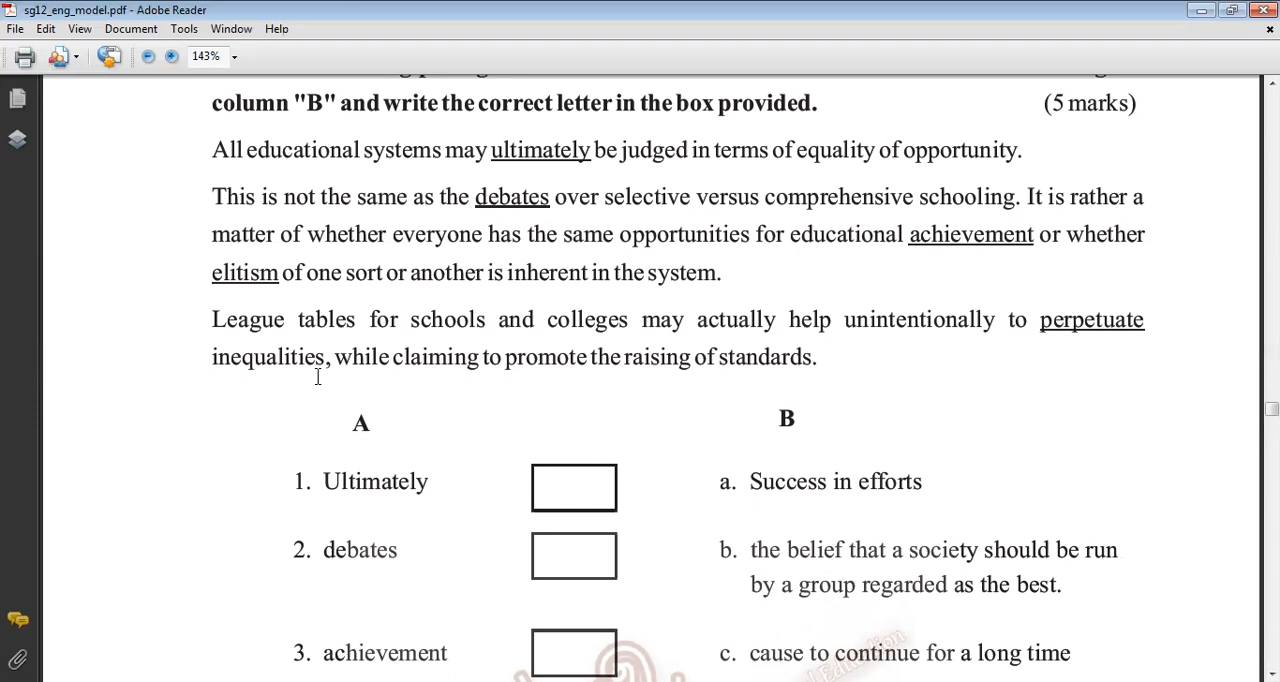 sg12_eng_model.pdf - Adobe Reader
File Edit View Document Tools Window Help
143%
column "B" and write the correct letter in the box provided. (5 marks)
All educational systems may ultimately be judged in terms of equality of opportunity.
This is not the same as the debates over selective versus comprehensive schooling. It is rather a
matter of whether everyone has the same opportunities for educational achievement or whether
elitism of one sort or another is inherent in the system.
League tables for schools and colleges may actually help unintentionally to perpetuate
inequalities, while claiming to promote the raising of standards.
A B
1. Ultimately a. Success in efforts
2. debates b. the belief that a society should be run
by a group regarded as the best.
3. achievement c. cause to continue for a long time